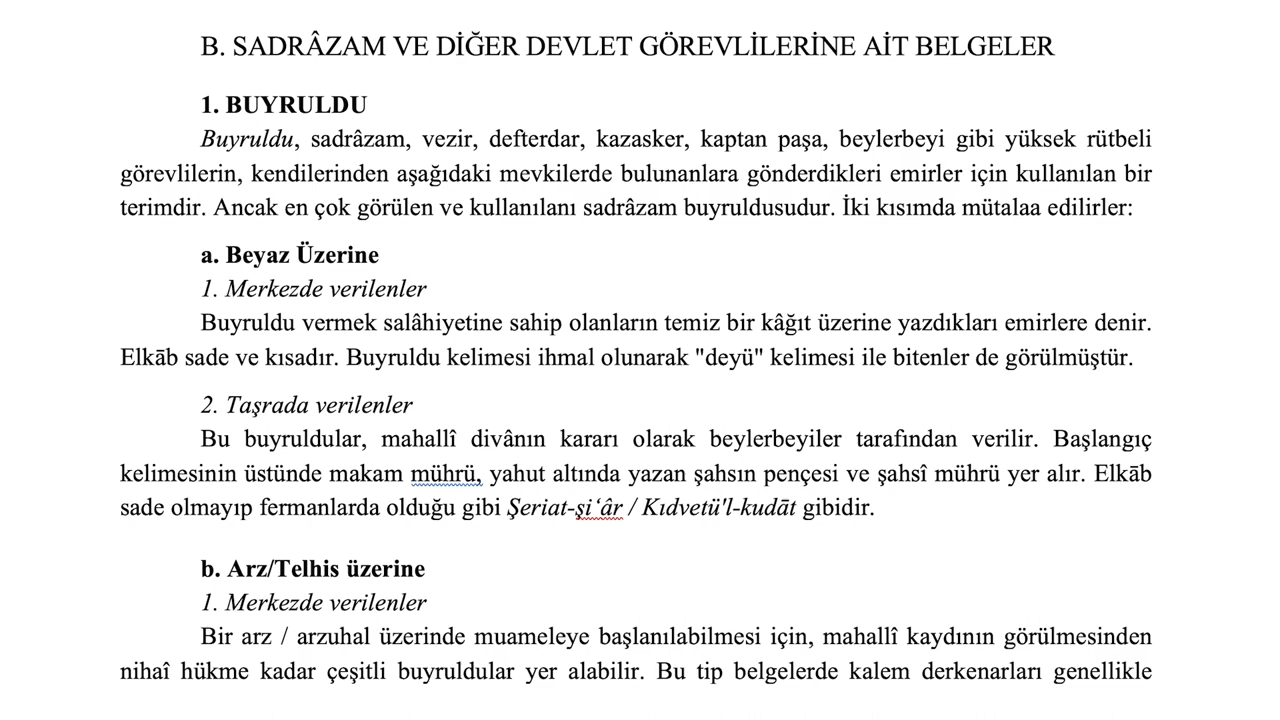 B. SADRÂZAM VE DİĞER DEVLET GÖREVLİLERİNE AİT BELGELER
1. BUYRULDU
Buyruldu, sadrâzam, vezir, defterdar, kazasker, kaptan paşa, beylerbeyi gibi yüksek rütbeli
görevlilerin, kendilerinden aşağıdaki mevkilerde bulunanlara gönderdikleri emirler için kullanılan bir
terimdir. Ancak en çok görülen ve kullanılanı sadrâzam buyruldusudur. İki kısımda mütalaa edilirler:
a. Beyaz Üzerine
1. Merkezde verilenler
Buyruldu vermek salâhiyetine sahip olanların temiz bir kâğıt üzerine yazdıkları emirlere denir.
Elkāb sade ve kısadır. Buyruldu kelimesi ihmal olunarak "deyü" kelimesi ile bitenler de görülmüştür.
2. Taşrada verilenler
Bu buyruldular, mahallî divânın kararı olarak beylerbeyiler tarafından verilir. Başlangıç
kelimesinin üstünde makam mührü, yahut altında yazan şahsın pençesi ve şahsî mührü yer alır. Elkāb
sade olmayıp fermanlarda olduğu gibi Şeriat-şi‘âr / Kıdvetü'l-kudāt gibidir.
b. Arz/Telhis üzerine
1. Merkezde verilenler
Bir arz / arzuhal üzerinde muameleye başlanılabilmesi için, mahallî kaydının görülmesinden
nihaî hükme kadar çeşitli buyruldular yer alabilir. Bu tip belgelerde kalem derkenarları genellikle